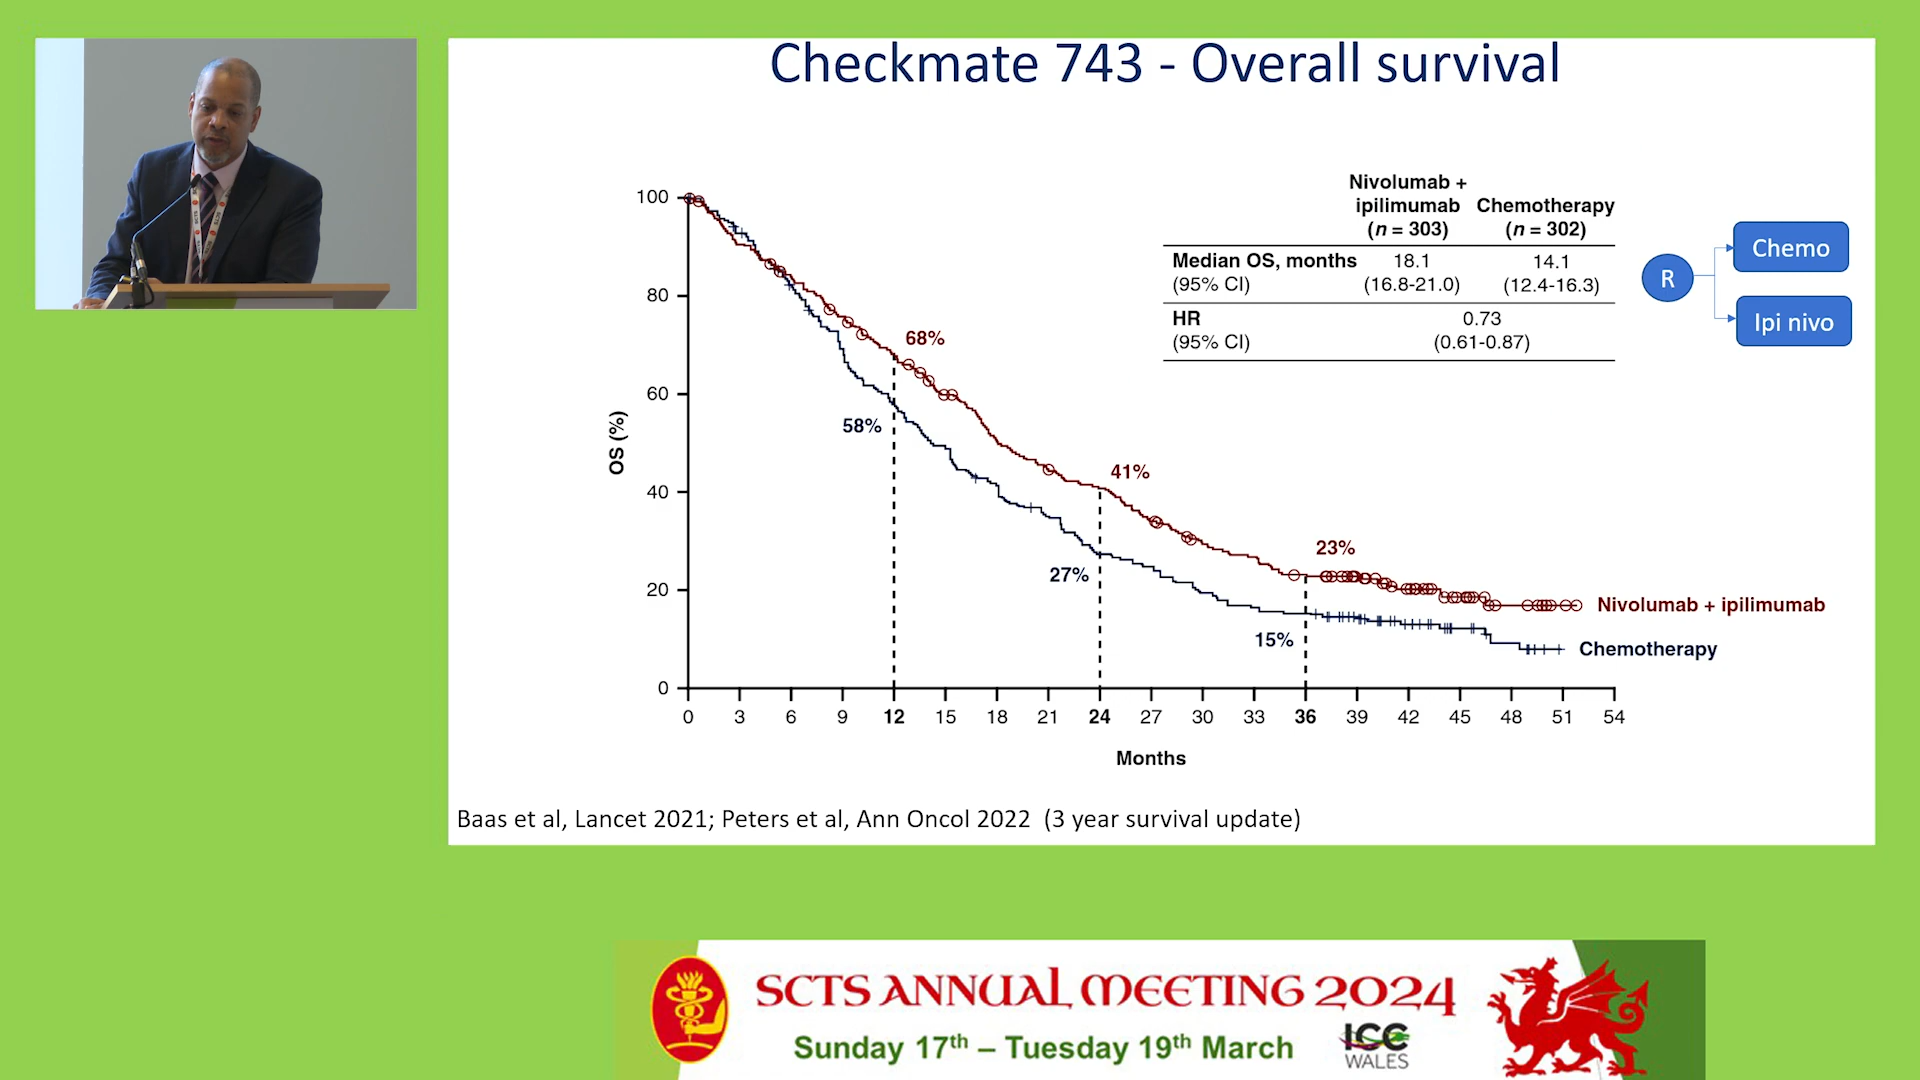 Checkmate 743 - Overall survival
Nivolumab +
ipilimumab Chemotherapy
(n = 303) (n = 302)
Median OS, months 18.1 14.1
(95% CI) (16.8-21.0) (12.4-16.3)
HR 0.73
(95% CI) (0.61-0.87)
R
Chemo
Ipi nivo
OS (%)
100
80
60
40
20
0
68%
58%
41%
27%
23%
15%
Nivolumab + ipilimumab
Chemotherapy
0 3 6 9 12 15 18 21 24 27 30 33 36 39 42 45 48 51 54
Months
Baas et al, Lancet 2021; Peters et al, Ann Oncol 2022 (3 year survival update)
SCTS ANNUAL MEETING 2024
Sunday 17th – Tuesday 19th March
ICC
WALES